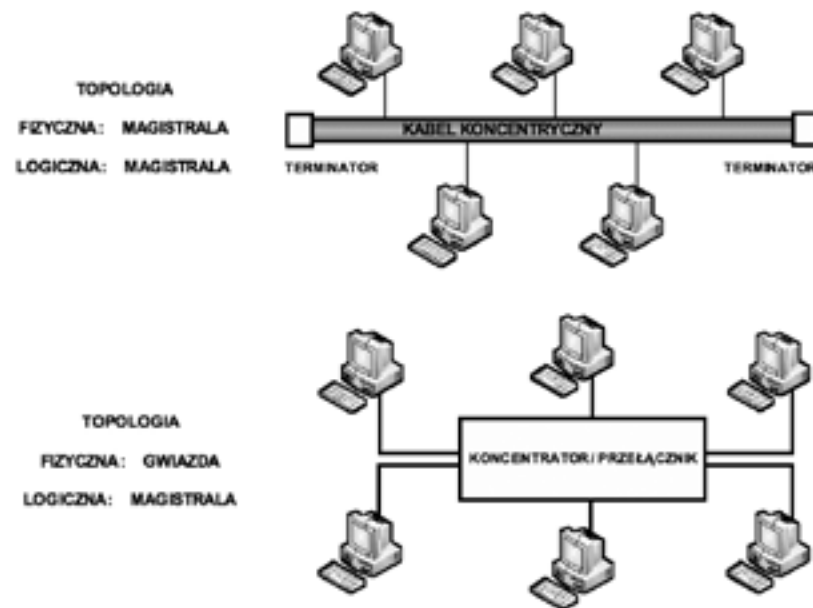 TOPOLOGIA
FIZYCZNA: MAGISTRALA
LOGICZNA: MAGISTRALA
KABEL KONCENTRYCZNY
TERMINATOR
TERMINATOR
TOPOLOGIA
FIZYCZNA: GWIAZDA
LOGICZNA: MAGISTRALA
KONCENTRATOR/PRZEŁĄCZNIK